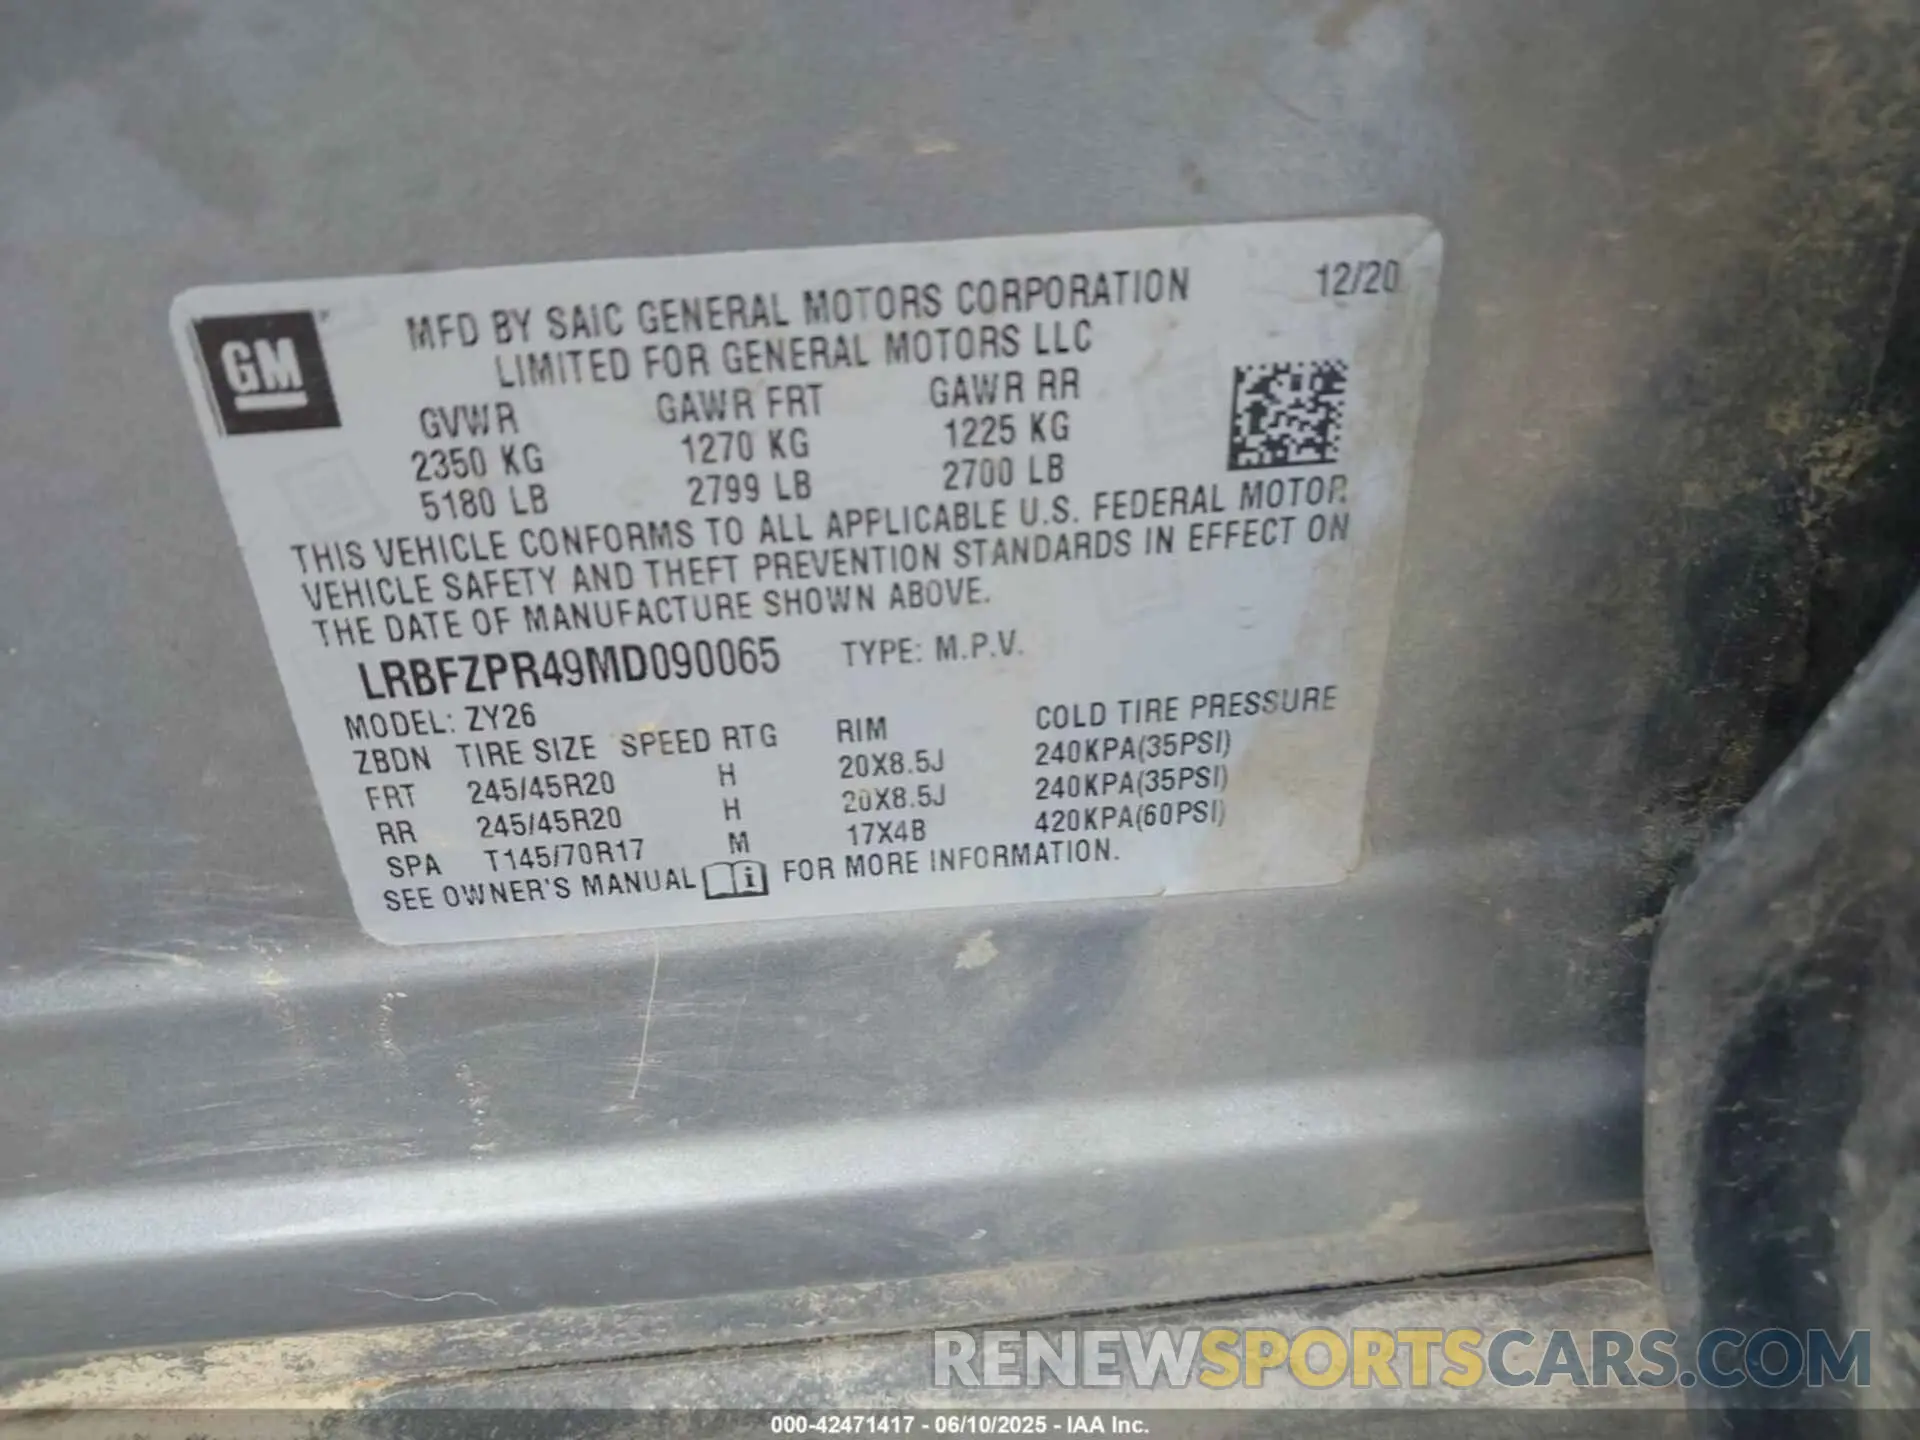 GM
MFD BY SAIC GENERAL MOTORS CORPORATION 12/20
LIMITED FOR GENERAL MOTORS LLC
GVWR GAWR FRT GAWR RR
2350 KG 1270 KG 1225 KG
5180 LB 2799 LB 2700 LB
THIS VEHICLE CONFORMS TO ALL APPLICABLE U.S. FEDERAL MOTOR
VEHICLE SAFETY AND THEFT PREVENTION STANDARDS IN EFFECT ON
THE DATE OF MANUFACTURE SHOWN ABOVE.
LRBFZPR49MD090065 TYPE: M.P.V.
MODEL: ZY26
ZBDN TIRE SIZE SPEED RTG RIM COLD TIRE PRESSURE
FRT 245/45R20 H 20X8.5J 240KPA(35PSI)
RR 245/45R20 H 20X8.5J 240KPA(35PSI)
SPA T145/70R17 M 17X4B 420KPA(60PSI)
SEE OWNER'S MANUAL i FOR MORE INFORMATION.
RENEWSPORTSCARS.COM
000-42471417 - 06/10/2025 - IAA Inc.